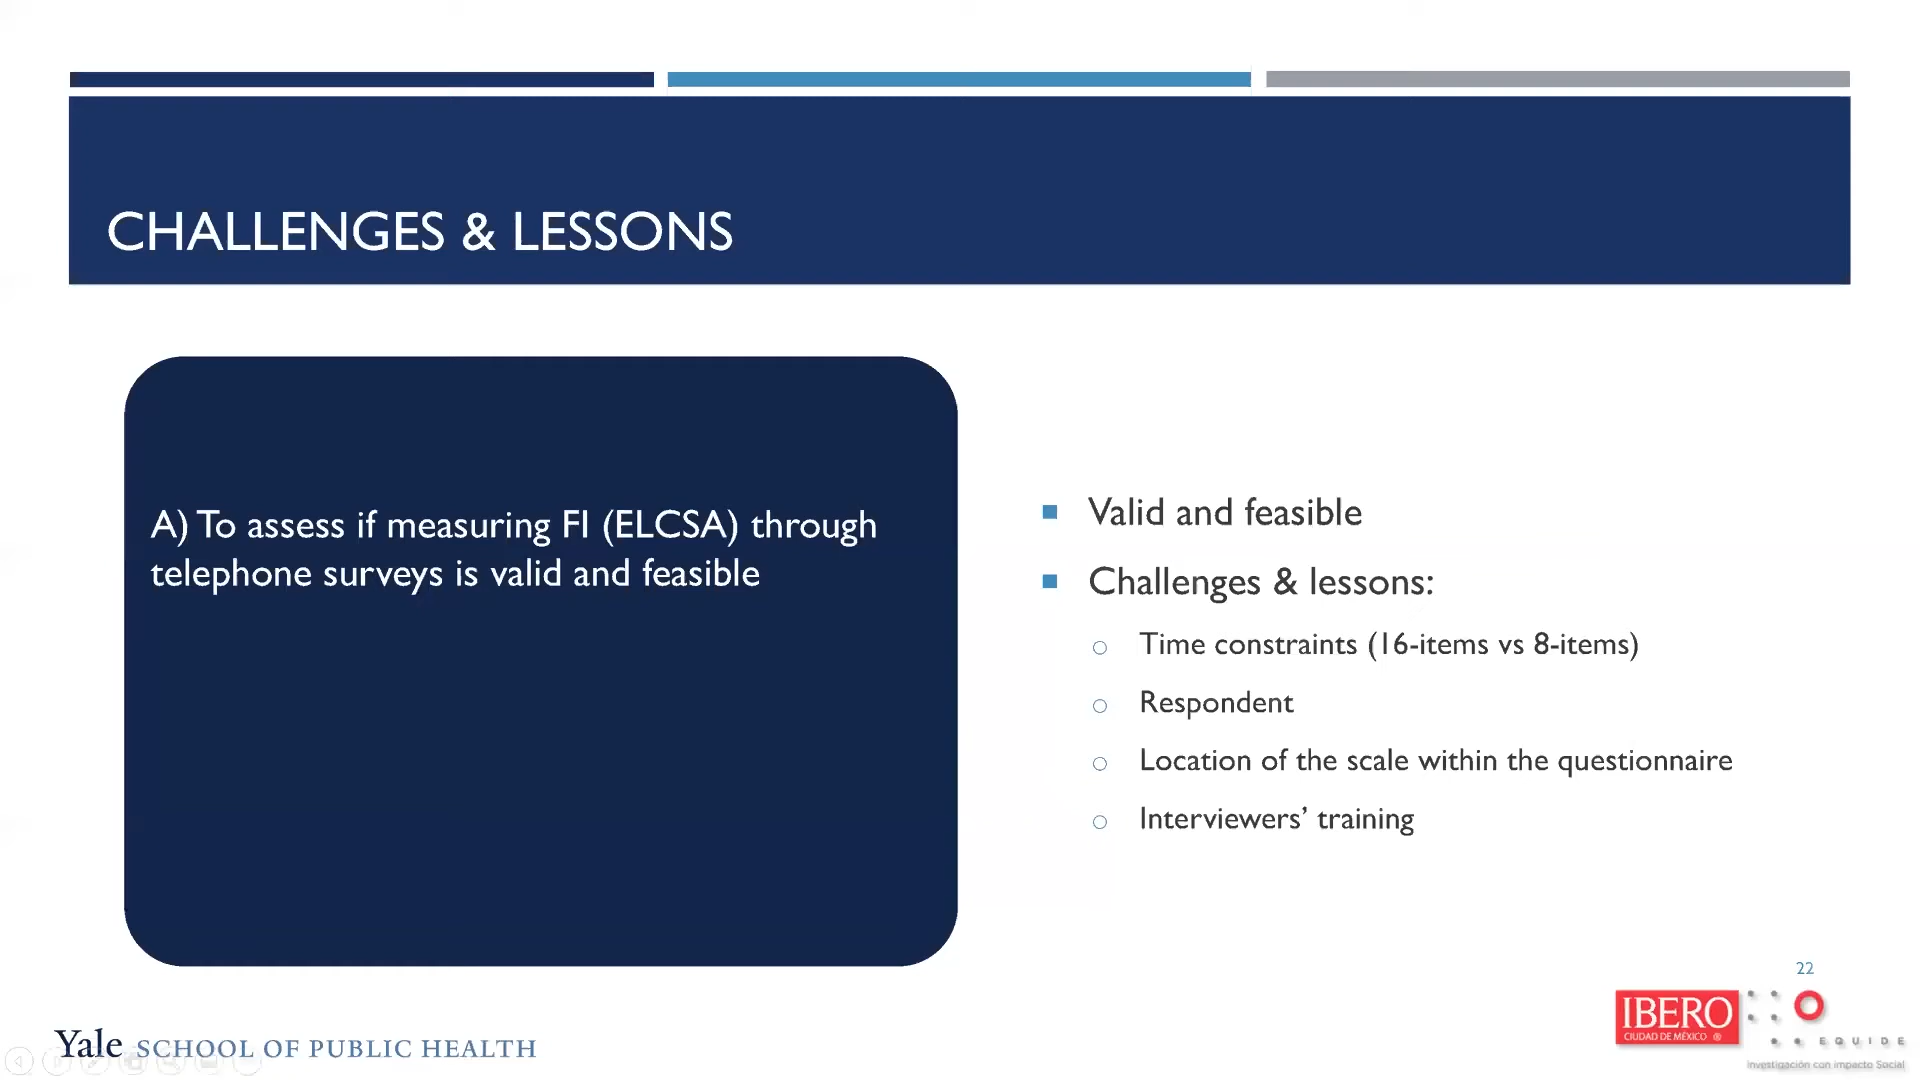 CHALLENGES & LESSONS
A) To assess if measuring FI (ELCSA) through
telephone surveys is valid and feasible
Valid and feasible
Challenges & lessons:
Time constraints (16-items vs 8-items)
Respondent
Location of the scale within the questionnaire
Interviewers’ training
22
Yale SCHOOL OF PUBLIC HEALTH
IBERO
CIUDAD DE MÉXICO ®
EQUIDE
Investigación con impacto Social